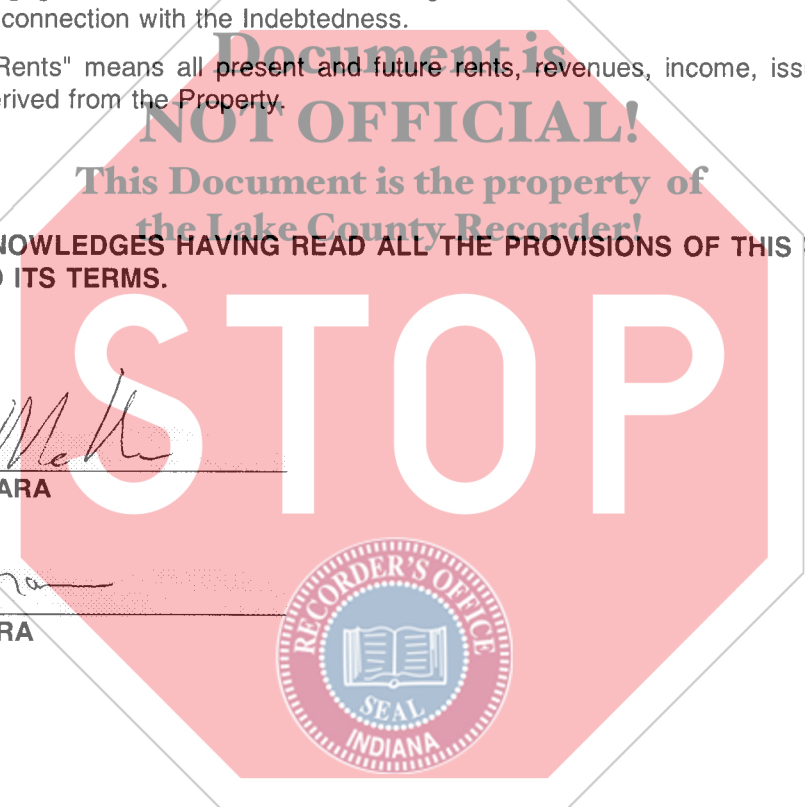 connection with the Indebtedness.
Rents" means all present and future rents, revenues, income, iss
erived from the Property.
Document is
NOT OFFICIAL!
This Document is the property of
the Lake County Recorder!
NOWLEDGES HAVING READ ALL THE PROVISIONS OF THIS
ITS TERMS.
STOP
ARA
RA
RECORDER'S OFFICE
SEAL
INDIANA